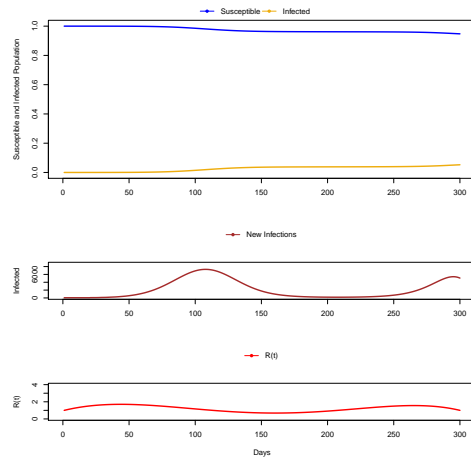 Susceptible Infected
Susceptible and Infected Population
0.0 0.2 0.4 0.6 0.8 1.0
0 50 100 150 200 250 300
New Infections
Infected
0 6000
0 50 100 150 200 250 300
R(t)
R(t)
0 2 4
0 50 100 150 200 250 300
Days